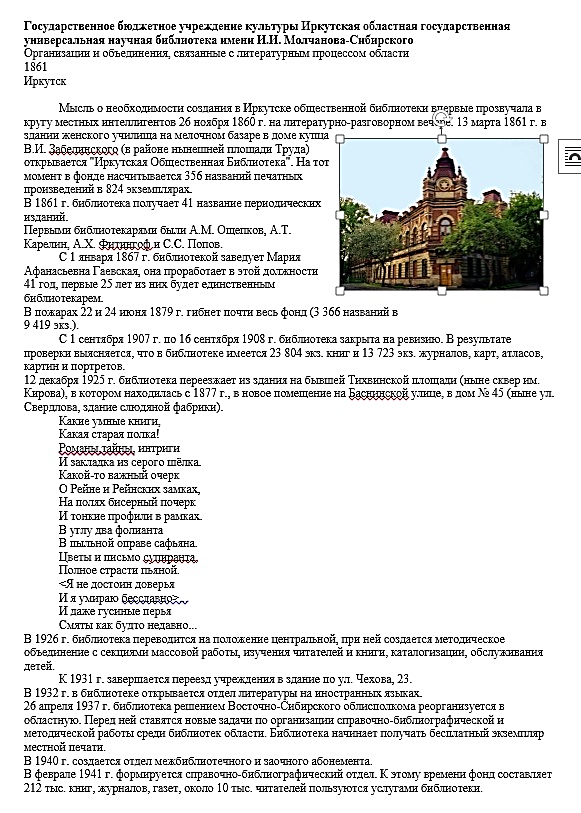 Государственное бюджетное учреждение культуры Иркутская областная государственная
универсальная научная библиотека имени И.И. Молчанова-Сибирского
Организации и объединения, связанные с литературным процессом области
1861
Иркутск
Мысль о необходимости создания в Иркутске общественной библиотеки впервые прозвучала в
кругу местных интеллигентов 26 ноября 1860 г. на литературно-разговорном вечере. 13 марта 1861 г. в
здании женского училища на мелочном базаре в доме купца
В.И. Забелинского (в районе нынешней площади Труда)
открывается "Иркутская Общественная Библиотека". На тот
момент в фонде насчитывается 356 названий печатных
произведений в 824 экземплярах.
В 1861 г. библиотека получает 41 название периодических
изданий.
Первыми библиотекарями были А.М. Ощепков, А.Т.
Карелин, А.Х. Фитингоф и С.С. Попов.
С 1 января 1867 г. библиотекой заведует Мария
Афанасьевна Гаевская, она проработает в этой должности
41 год, первые 25 лет из них будет единственным
библиотекарем.
В пожарах 22 и 24 июня 1879 г. гибнет почти весь фонд (3 366 названий в
9 419 экз.).
С 1 сентября 1907 г. по 16 сентября 1908 г. библиотека закрыта на ревизию. В результате
проверки выясняется, что в библиотеке имеется 23 804 экз. книг и 13 723 экз. журналов, карт, атласов,
картин и портретов.
12 декабря 1925 г. библиотека переезжает из здания на бывшей Тихвинской площади (ныне сквер им.
Кирова), в котором находилась с 1877 г., в новое помещение на Баснинской улице, в дом № 45 (ныне ул.
Свердлова, здание слюдяной фабрики).
Какие умные книги,
Какая старая полка!
Романы,тайны, интриги
И закладка из серого шёлка.
Какой-то важный очерк
О Рейне и Рейнских замках,
На полях бисерный почерк
И тонкие профили в рамках.
В углу два фолианта
В пыльной оправе сафьяна.
Цветы и письмо супиранта,
Полное страсти пьяной.
<Я не достоин доверья
И я умираю бесславно>...
И даже гусиные перья
Смяты как будто недавно...
В 1926 г. библиотека переводится на положение центральной, при ней создается методическое
объединение с секциями массовой работы, изучения читателей и книги, каталогизации, обслуживания
детей.
К 1931 г. завершается переезд учреждения в здание по ул. Чехова, 23.
В 1932 г. в библиотеке открывается отдел литературы на иностранных языках.
26 апреля 1937 г. библиотека решением Восточно-Сибирского облисполкома реорганизуется в
областную. Перед ней ставятся новые задачи по организации справочно-библиографической и
методической работы среди библиотек области. Библиотека начинает получать бесплатный экземпляр
местной печати.
В 1940 г. создается отдел межбиблиотечного и заочного абонемента.
В феврале 1941 г. формируется справочно-библиографический отдел. К этому времени фонд составляет
212 тыс. книг, журналов, газет, около 10 тыс. читателей пользуются услугами библиотеки.